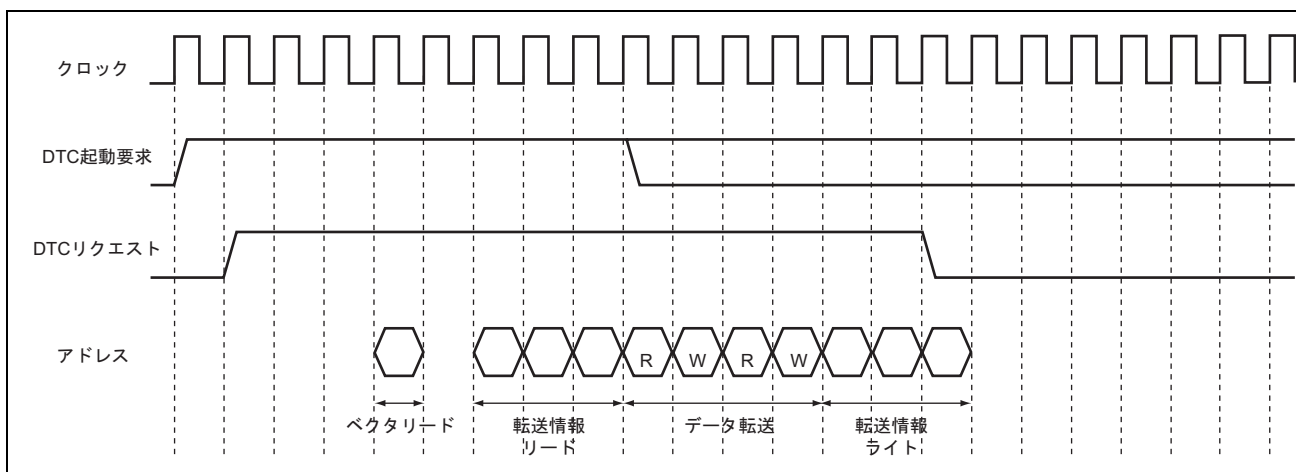 クロック
DTC起動要求
DTCリクエスト
アドレス
R W R W
ベクタリード
転送情報
リード
データ転送
転送情報
ライト